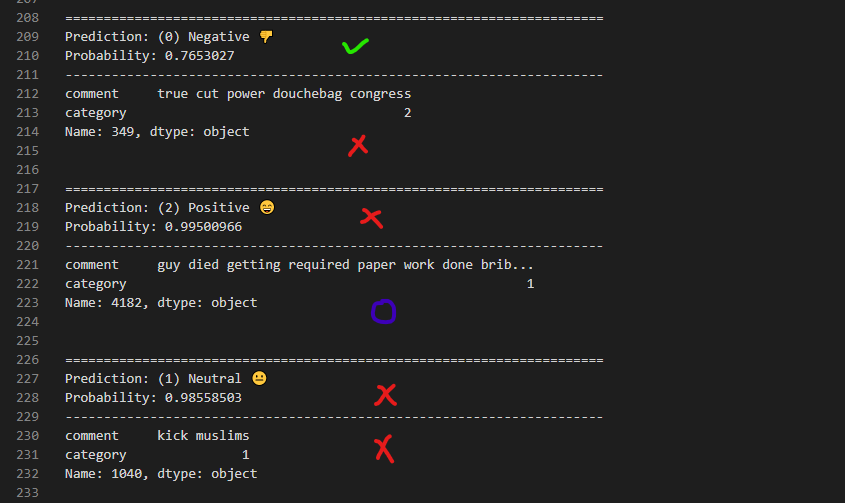 208 ======================================================================
209 Prediction: (0) Negative 👎
210 Probability: 0.7653027
211 ----------------------------------------------------------------------
212 comment     true cut power douchebag congress
213 category                                    2
214 Name: 349, dtype: object
215
216
217 ======================================================================
218 Prediction: (2) Positive 😄
219 Probability: 0.99500966
220 ----------------------------------------------------------------------
221 comment     guy died getting required paper work done brib...
222 category                                                    1
223 Name: 4182, dtype: object
224
225
226 ======================================================================
227 Prediction: (1) Neutral 😐
228 Probability: 0.98558503
229 ----------------------------------------------------------------------
230 comment     kick muslims
231 category               1
232 Name: 1040, dtype: object
233